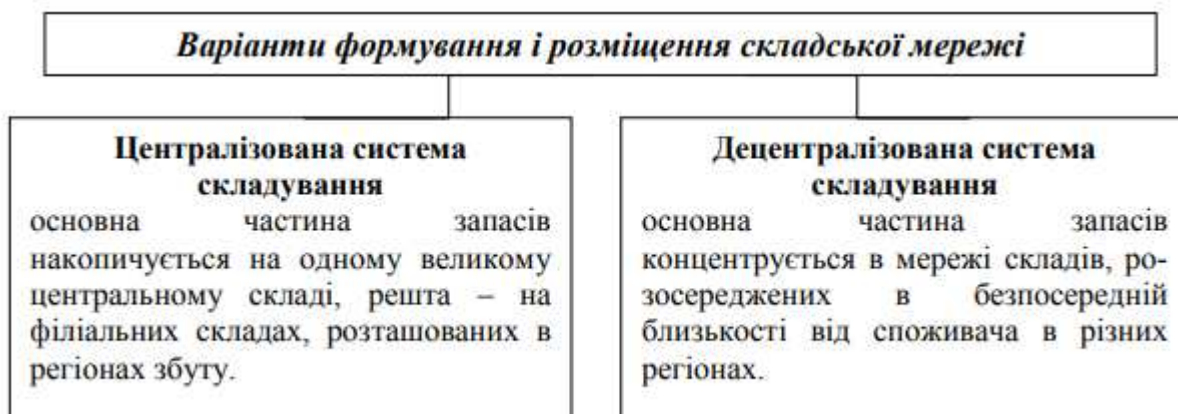 Варіанти формування і розміщення складської мережі
Централізована система
складування
основна частина запасів
накопичується на одному великому
центральному складі, решта – на
філіальних складах, розташованих в
регіонах збуту.
Децентралізована система
складування
основна частина запасів
концентрується в мережі складів, ро-
зосереджених в безпосередній
близькості від споживача в різних
регіонах.